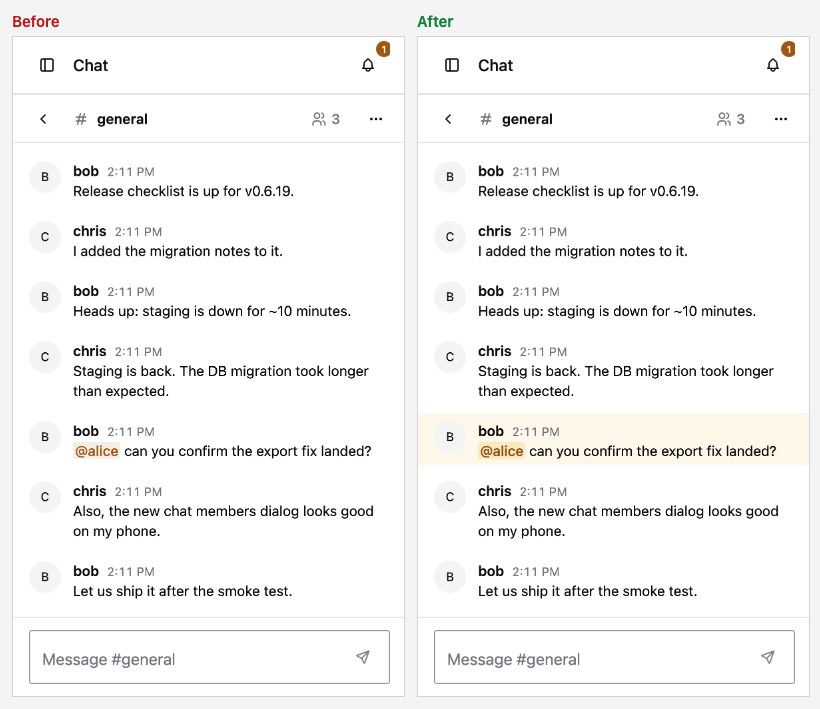 Before
1
Chat
# general
3
B
bob 2:11 PM
Release checklist is up for v0.6.19.
C
chris 2:11 PM
I added the migration notes to it.
B
bob 2:11 PM
Heads up: staging is down for ~10 minutes.
C
chris 2:11 PM
Staging is back. The DB migration took longer
than expected.
B
bob 2:11 PM
@alice can you confirm the export fix landed?
C
chris 2:11 PM
Also, the new chat members dialog looks good
on my phone.
B
bob 2:11 PM
Let us ship it after the smoke test.
Message #general
After
1
Chat
# general
3
B
bob 2:11 PM
Release checklist is up for v0.6.19.
C
chris 2:11 PM
I added the migration notes to it.
B
bob 2:11 PM
Heads up: staging is down for ~10 minutes.
C
chris 2:11 PM
Staging is back. The DB migration took longer
than expected.
B
bob 2:11 PM
@alice can you confirm the export fix landed?
C
chris 2:11 PM
Also, the new chat members dialog looks good
on my phone.
B
bob 2:11 PM
Let us ship it after the smoke test.
Message #general